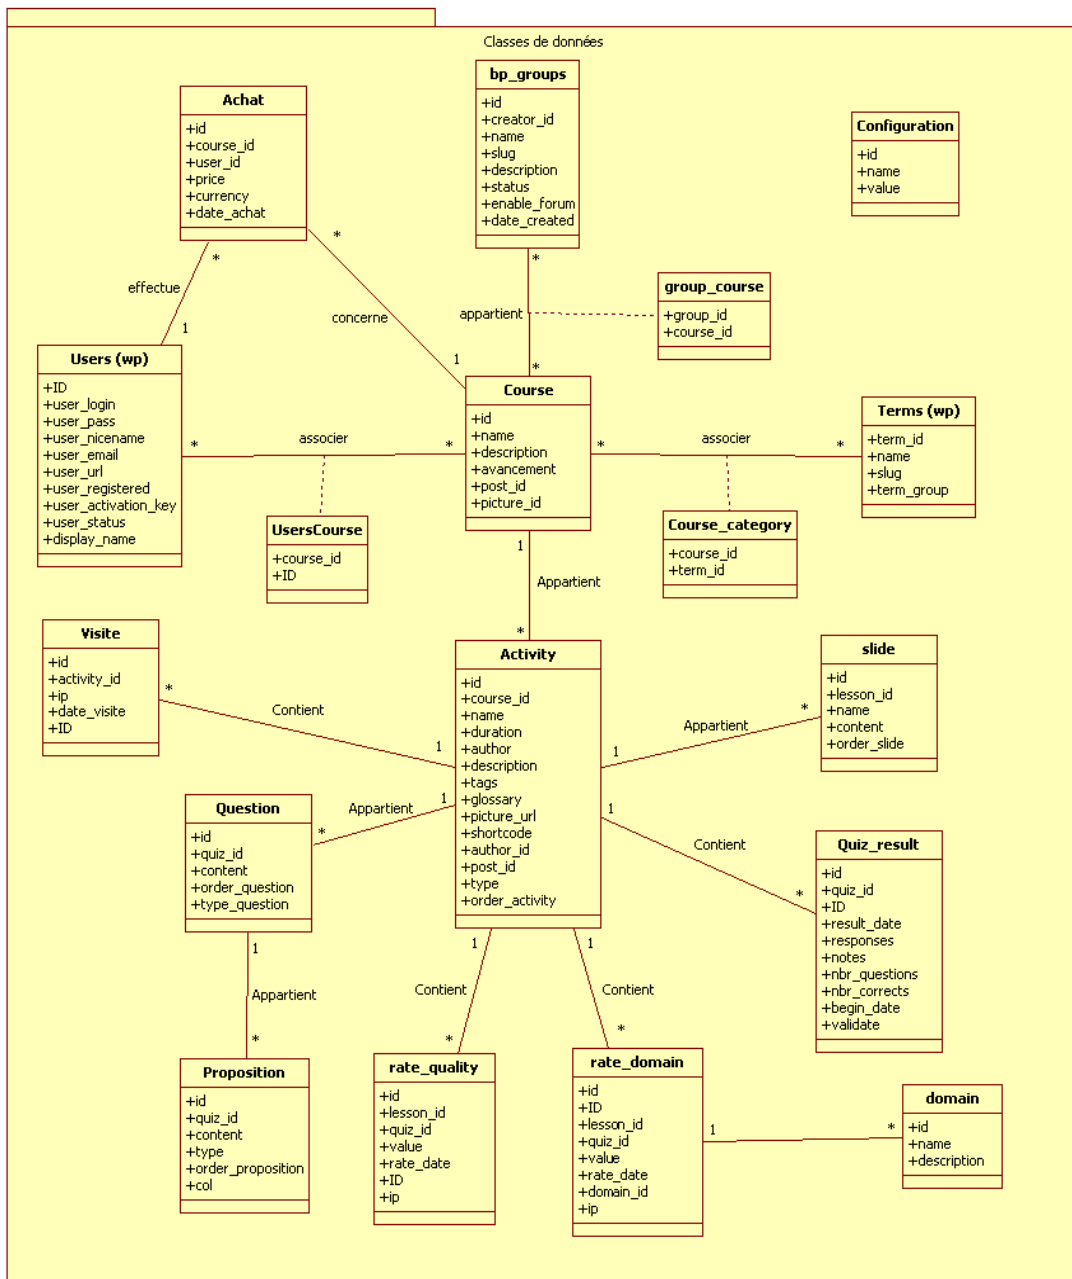 Classes de données
Achat
+id
+course_id
+user_id
+price
+currency
+date_achat
bp_groups
+id
+creator_id
+name
+slug
+description
+status
+enable_forum
+date_created
Configuration
+id
+name
+value
*
*
*
effectue
concerne
appartient
group_course
+group_id
+course_id
1
1
*
Users (wp)
+ID
+user_login
+user_pass
+user_nicename
+user_email
+user_url
+user_registered
+user_activation_key
+user_status
+display_name
*
associer
*
Course
+id
+name
+description
+avancement
+post_id
+picture_id
*
associer
*
Terms (wp)
+term_id
+name
+slug
+term_group
UsersCourse
+course_id
+ID
Course_category
+course_id
+term_id
1
Appartient
*
Visite
+id
+activity_id
+ip
+date_visite
+ID
*
Contient
1
Activity
+id
+course_id
+name
+duration
+author
+description
+tags
+glossary
+picture_url
+shortcode
+author_id
+post_id
+type
+order_activity
slide
+id
+lesson_id
+name
+content
+order_slide
*
Appartient
1
Question
+id
+quiz_id
+content
+order_question
+type_question
*
Appartient
1
1
Contient
*
Quiz_result
+id
+quiz_id
+ID
+result_date
+responses
+notes
+nbr_questions
+nbr_corrects
+begin_date
+validate
1
Appartient
*
1
Contient
*
1
Contient
*
Proposition
+id
+quiz_id
+content
+type
+order_proposition
+col
rate_quality
+id
+lesson_id
+quiz_id
+value
+rate_date
+ID
+ip
rate_domain
+id
+ID
+lesson_id
+quiz_id
+value
+rate_date
+domain_id
+ip
1
*
domain
+id
+name
+description